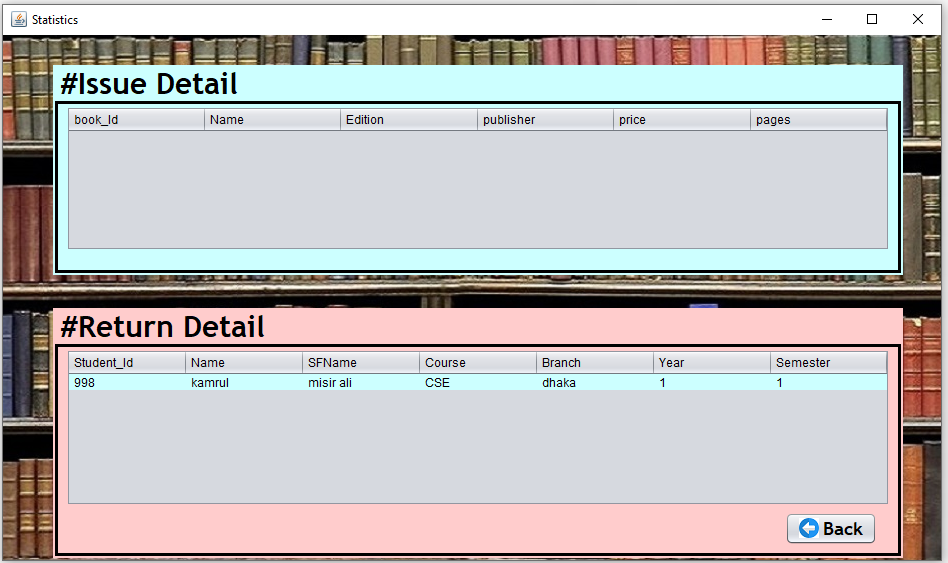 Statistics
#Issue Detail
book_Id Name Edition publisher price pages
#Return Detail
Student_Id Name SFName Course Branch Year Semester
998 kamrul misir ali CSE dhaka 1 1
Back